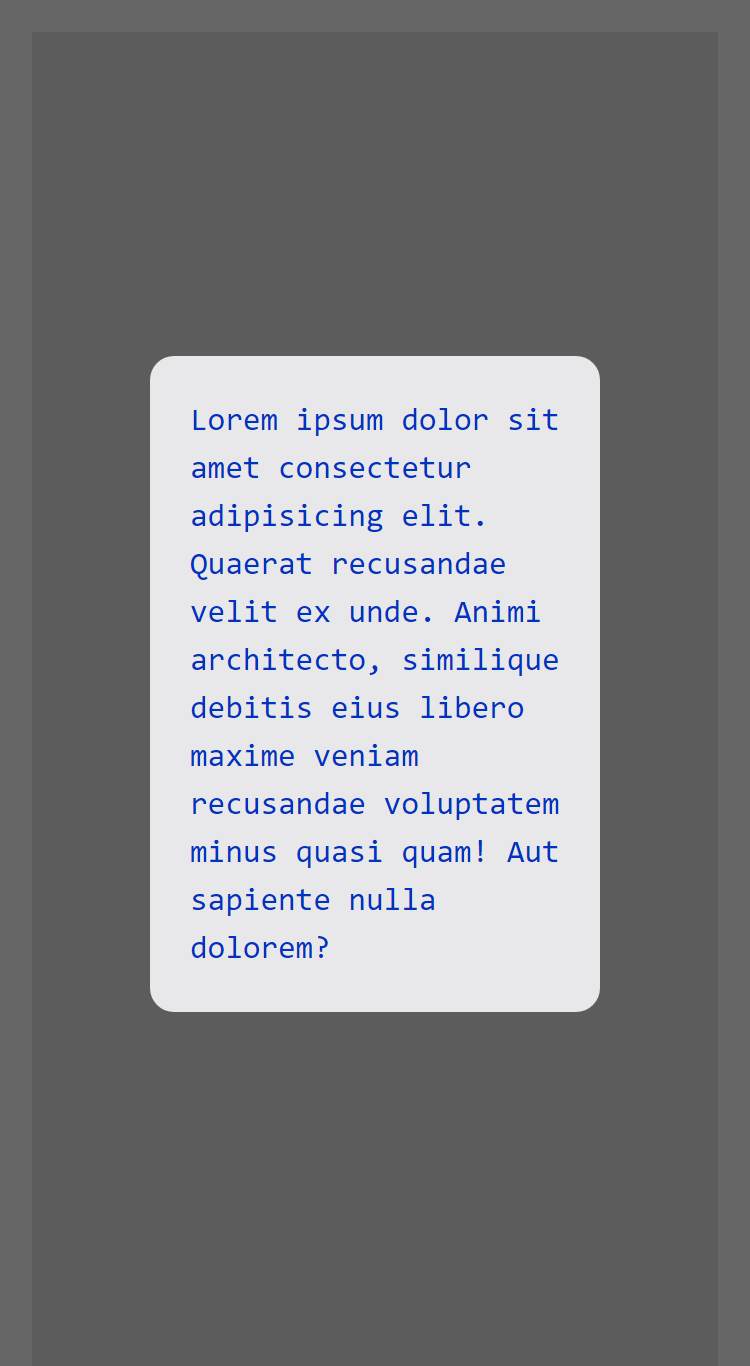 Lorem ipsum dolor sit
amet consectetur
adipisicing elit.
Quaerat recusandae
velit ex unde. Animi
architecto, similique
debitis eius libero
maxime veniam
recusandae voluptatem
minus quasi quam! Aut
sapiente nulla
dolorem?